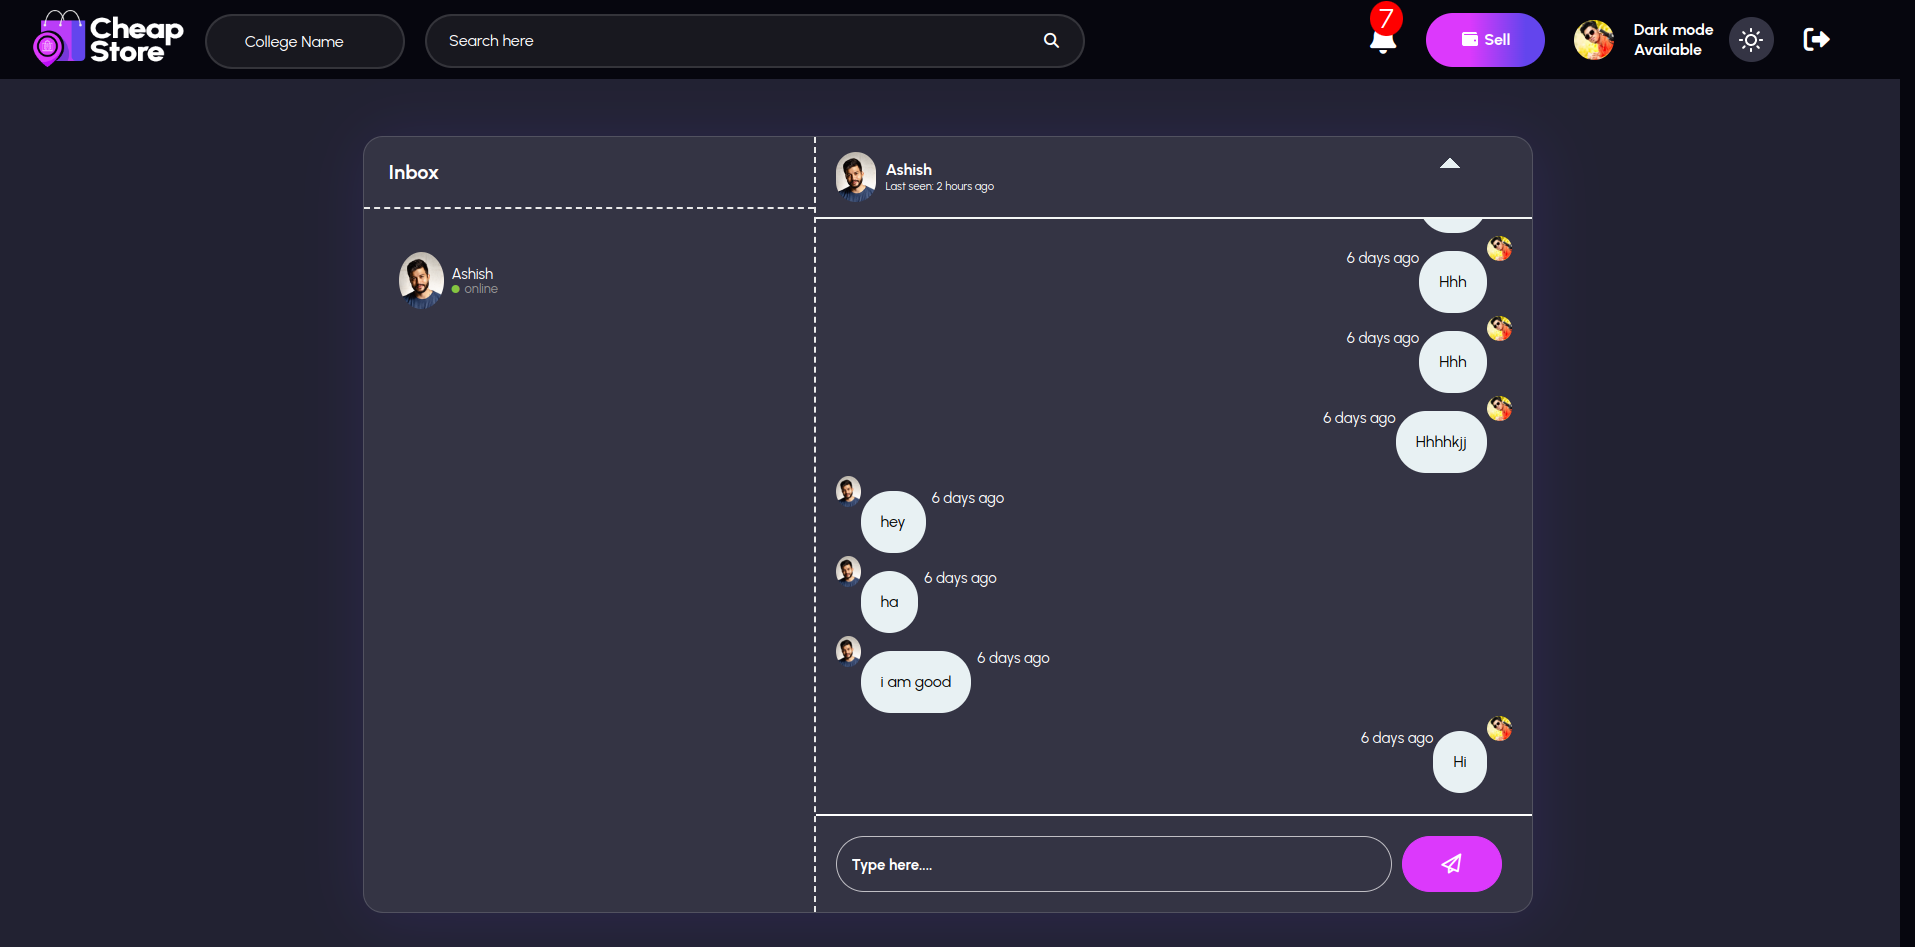 Cheap
Store
College Name
Search here
7
Sell
Dark mode
Available
Inbox
Ashish
Last seen: 2 hours ago
Ashish
online
6 days ago
Hhh
6 days ago
Hhh
6 days ago
Hhhhkjj
6 days ago
hey
6 days ago
ha
6 days ago
i am good
6 days ago
Hi
Type here....